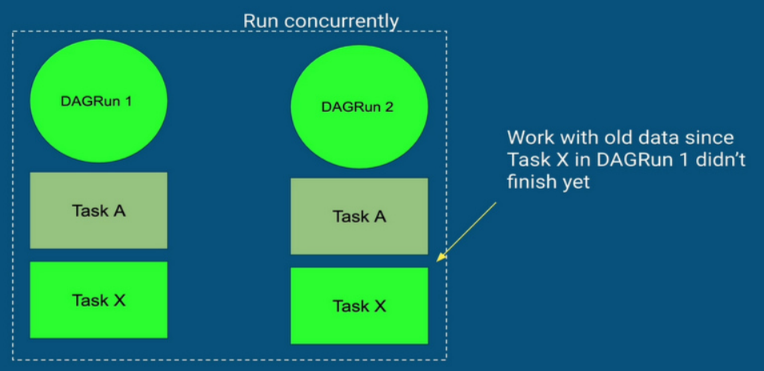 Run concurrently
DAGRun 1
DAGRun 2
Task A
Task A
Task X
Task X
Work with old data since
Task X in DAGRun 1 didn't
finish yet